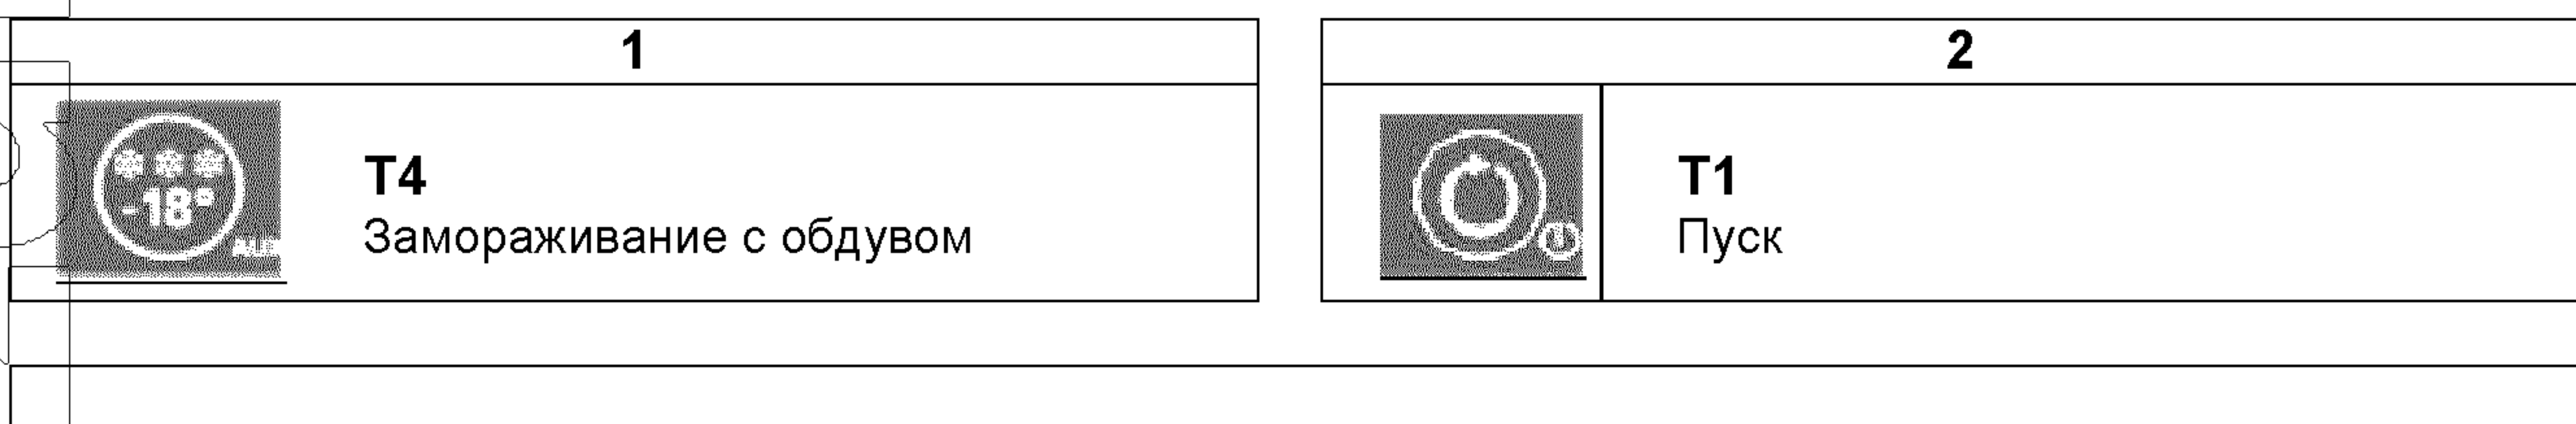 1
2
-18°
T4
Замораживание с обдувом
T1
Пуск